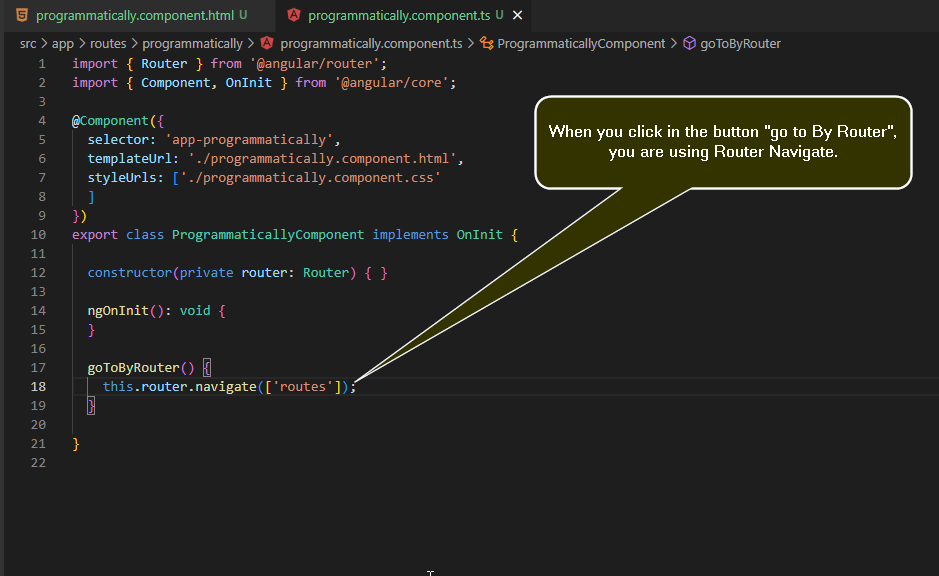 programmatically.component.html U
programmatically.component.ts U
src > app > routes > programmatically > programmatically.component.ts > ProgrammaticallyComponent > goToByRouter
1 import { Router } from '@angular/router';
2 import { Component, OnInit } from '@angular/core';
3
4 @Component({
5   selector: 'app-programmatically',
6   templateUrl: './programmatically.component.html',
7   styleUrls: ['./programmatically.component.css'
8   ]
9 })
10 export class ProgrammaticallyComponent implements OnInit {
11
12   constructor(private router: Router) { }
13
14   ngOnInit(): void {
15   }
16
17   goToByRouter() {
18     this.router.navigate(['routes']);
19   }
20
21 }
22
When you click in the button "go to By Router",
you are using Router Navigate.